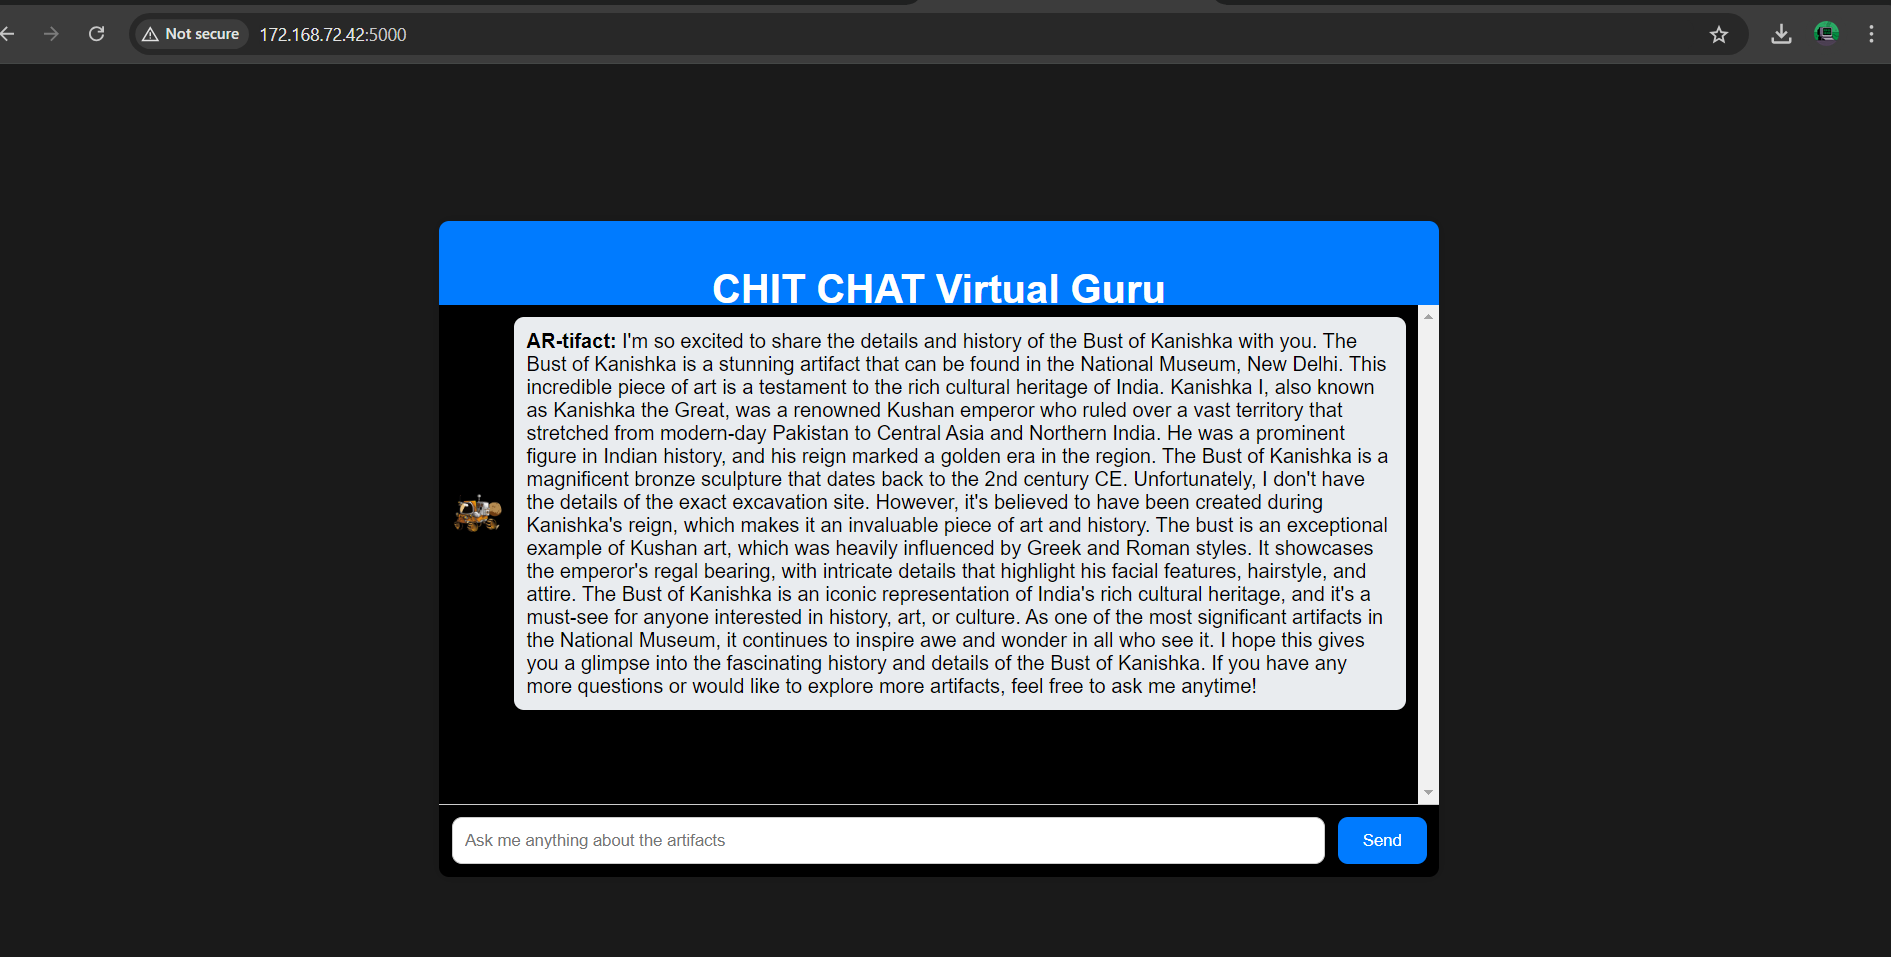 Not secure 172.168.72.42:5000
CHIT CHAT Virtual Guru
AR-tifact: I'm so excited to share the details and history of the Bust of Kanishka with you. The
Bust of Kanishka is a stunning artifact that can be found in the National Museum, New Delhi. This
incredible piece of art is a testament to the rich cultural heritage of India. Kanishka I, also known
as Kanishka the Great, was a renowned Kushan emperor who ruled over a vast territory that
stretched from modern-day Pakistan to Central Asia and Northern India. He was a prominent
figure in Indian history, and his reign marked a golden era in the region. The Bust of Kanishka is a
magnificent bronze sculpture that dates back to the 2nd century CE. Unfortunately, I don't have
the details of the exact excavation site. However, it's believed to have been created during
Kanishka's reign, which makes it an invaluable piece of art and history. The bust is an exceptional
example of Kushan art, which was heavily influenced by Greek and Roman styles. It showcases
the emperor's regal bearing, with intricate details that highlight his facial features, hairstyle, and
attire. The Bust of Kanishka is an iconic representation of India's rich cultural heritage, and it's a
must-see for anyone interested in history, art, or culture. As one of the most significant artifacts in
the National Museum, it continues to inspire awe and wonder in all who see it. I hope this gives
you a glimpse into the fascinating history and details of the Bust of Kanishka. If you have any
more questions or would like to explore more artifacts, feel free to ask me anytime!
Ask me anything about the artifacts
Send